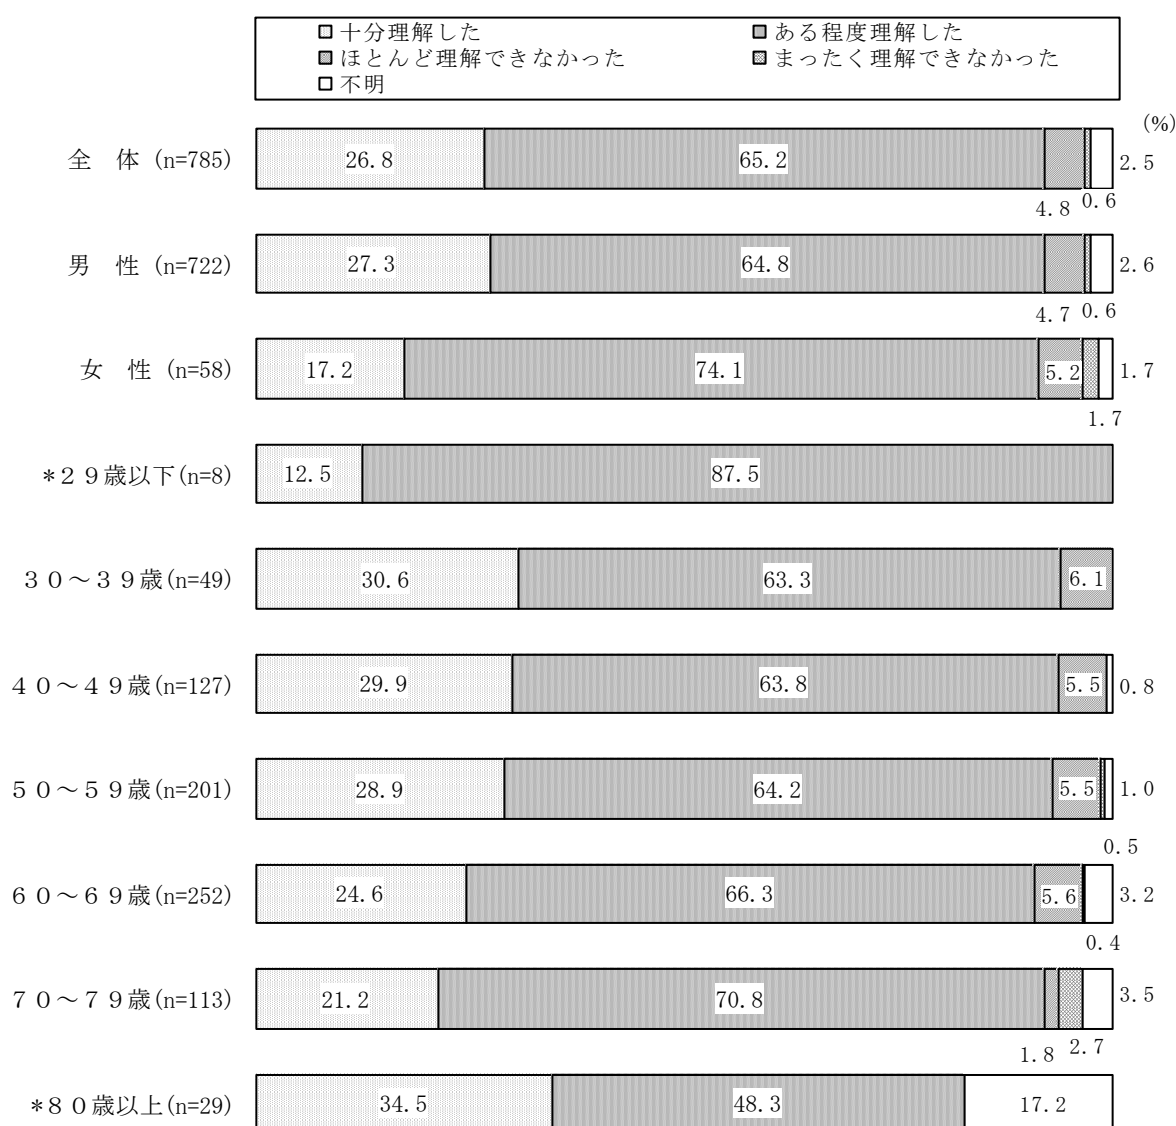 十分理解した ある程度理解した
ほとんど理解できなかった まったく理解できなかった
不明
(%)
全 体 (n=785) 26.8 65.2 2.5
4.8 0.6
男 性 (n=722) 27.3 64.8 2.6
4.7 0.6
女 性 (n=58) 17.2 74.1 5.2 1.7
1.7
*29歳以下(n=8) 12.5 87.5
30～39歳(n=49) 30.6 63.3 6.1
40～49歳(n=127) 29.9 63.8 5.5 0.8
50～59歳(n=201) 28.9 64.2 5.5 1.0
0.5
60～69歳(n=252) 24.6 66.3 5.6 3.2
0.4
70～79歳(n=113) 21.2 70.8 3.5
1.8 2.7
*80歳以上(n=29) 34.5 48.3 17.2